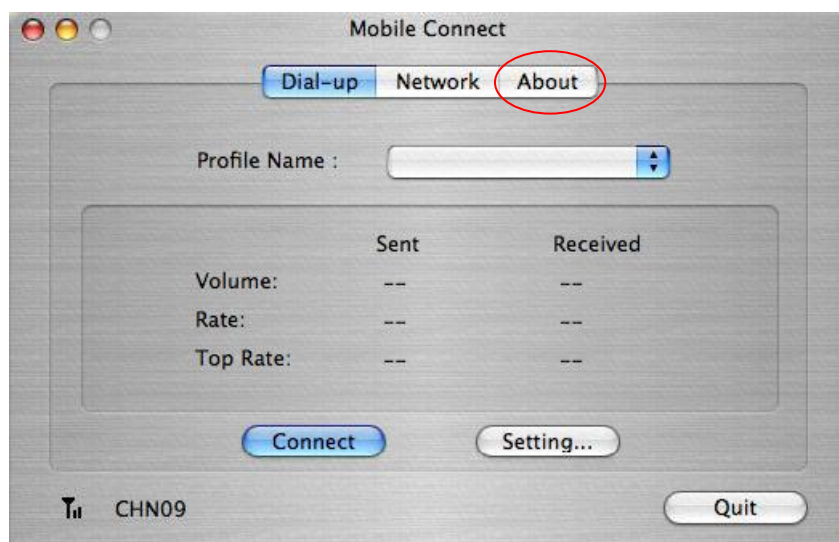 Mobile Connect
Dial-up Network About
Profile Name :
Sent Received
Volume: -- --
Rate: -- --
Top Rate: -- --
Connect Setting...
CHN09 Quit